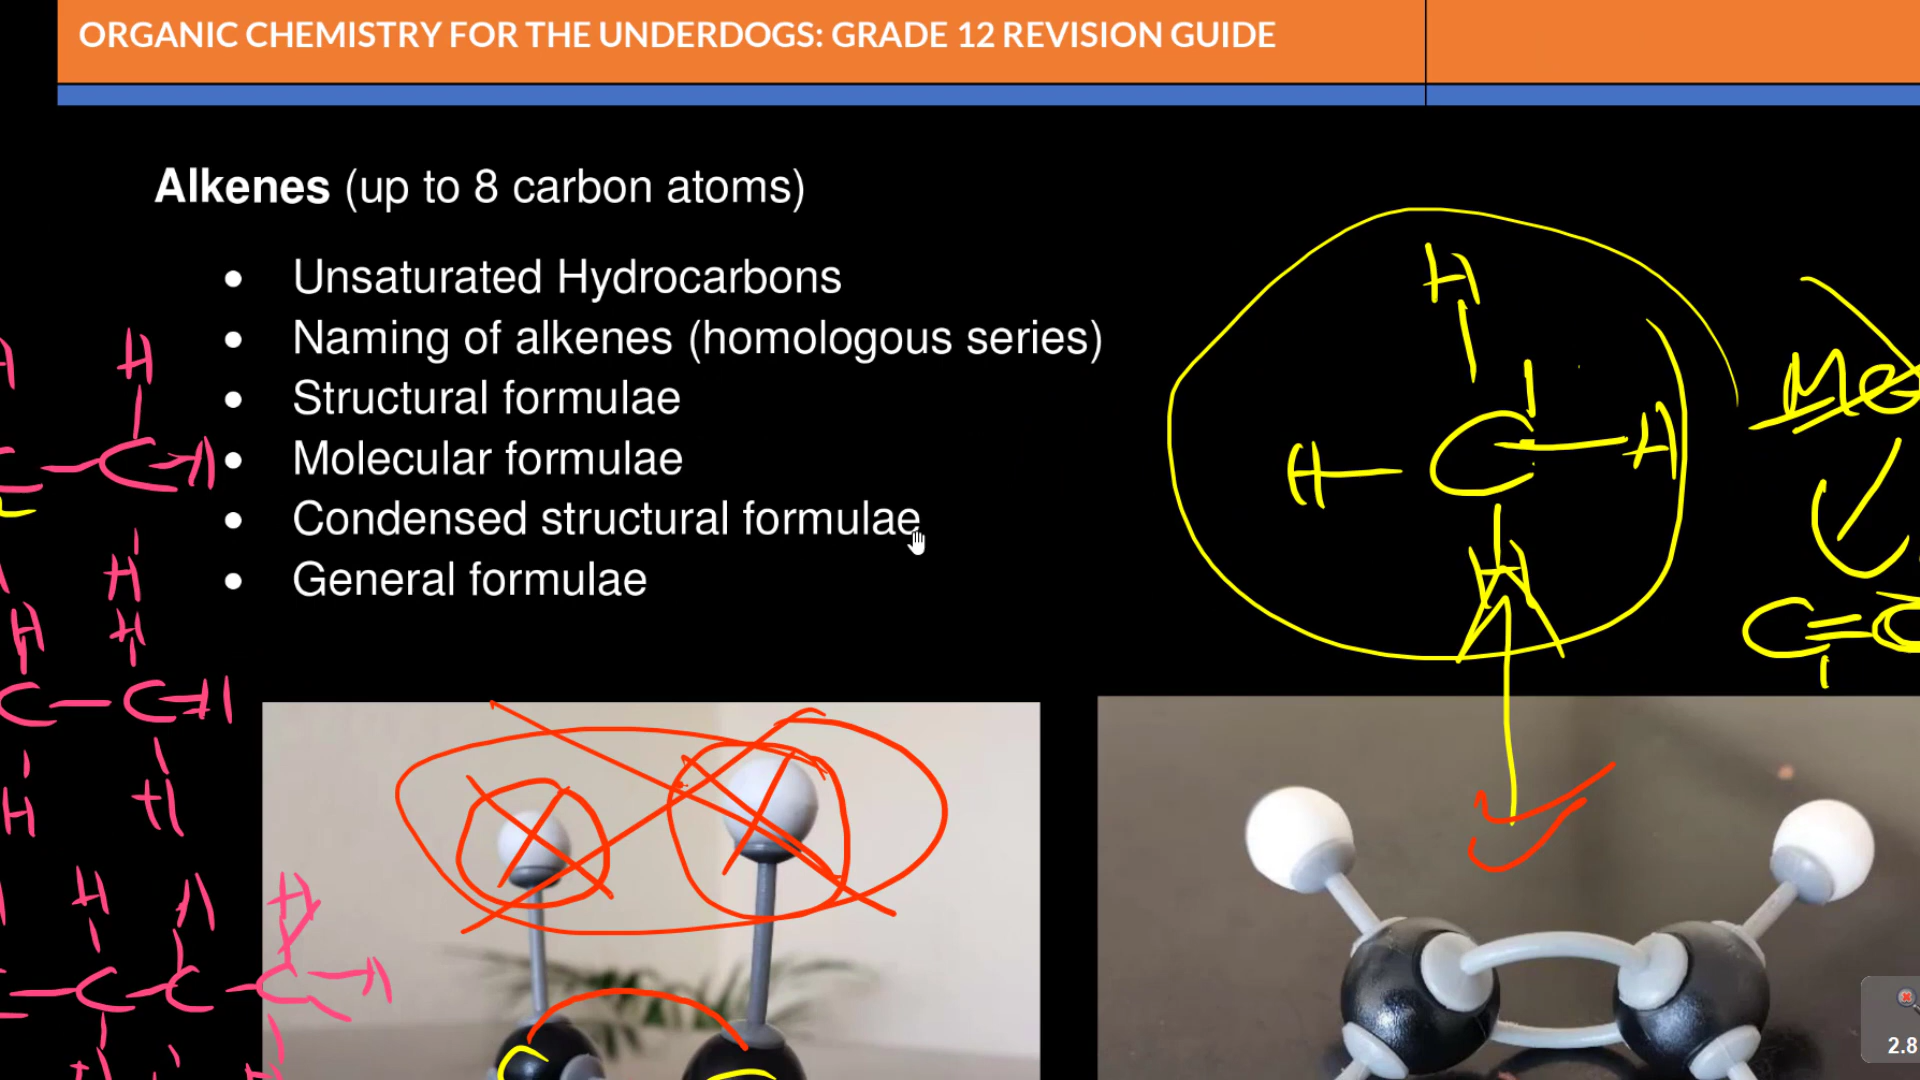 ORGANIC CHEMISTRY FOR THE UNDERDOGS: GRADE 12 REVISION GUIDE
Alkenes (up to 8 carbon atoms)
• Unsaturated Hydrocarbons
• Naming of alkenes (homologous series)
• Structural formulae
• Molecular formulae
• Condensed structural formulae
• General formulae
H
C H
H C H
H
Me
C=C
H
C C H
H
H H
C C H
H H
H H H
C C C H
2.8